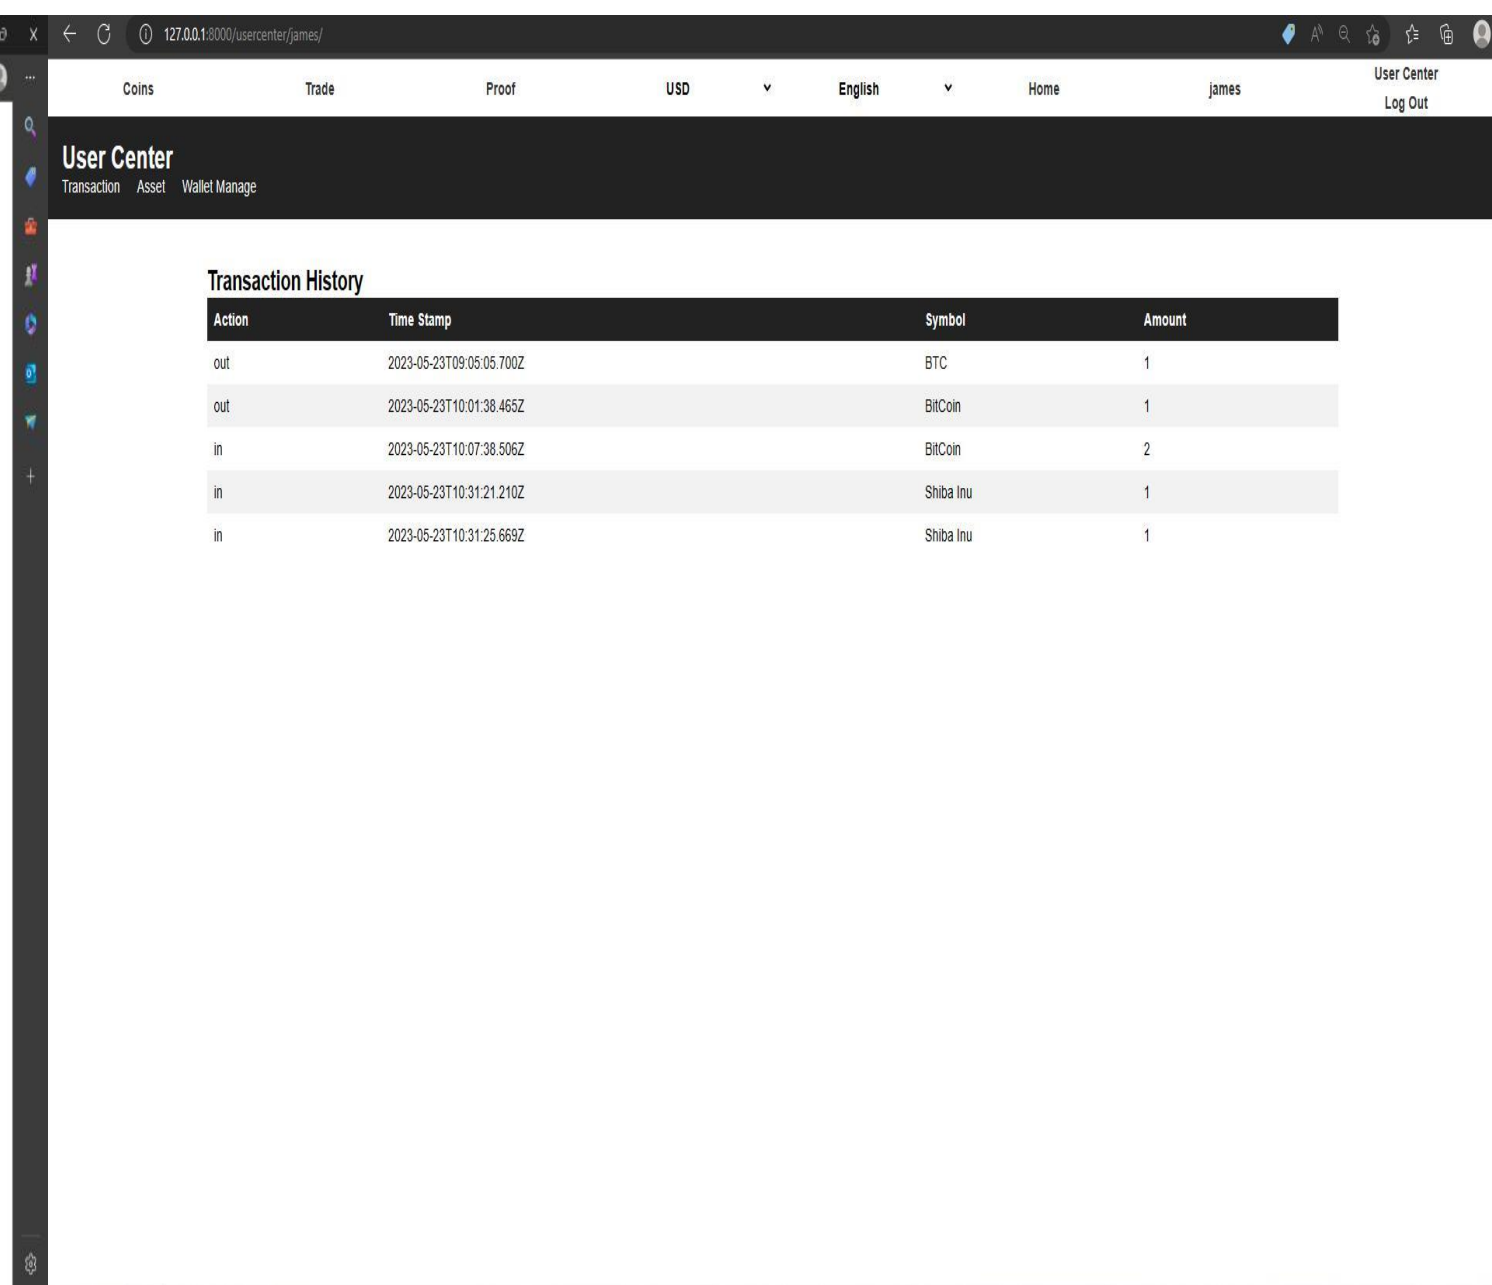 127.0.0.1:8000/usercenter/james/
Coins Trade Proof USD English Home james User Center
Log Out
User Center
Transaction Asset Wallet Manage
Transaction History
Action Time Stamp Symbol Amount
out 2023-05-23T09:05:05.700Z BTC 1
out 2023-05-23T10:01:38.465Z BitCoin 1
in 2023-05-23T10:07:38.506Z BitCoin 2
in 2023-05-23T10:31:21.210Z Shiba Inu 1
in 2023-05-23T10:31:25.669Z Shiba Inu 1